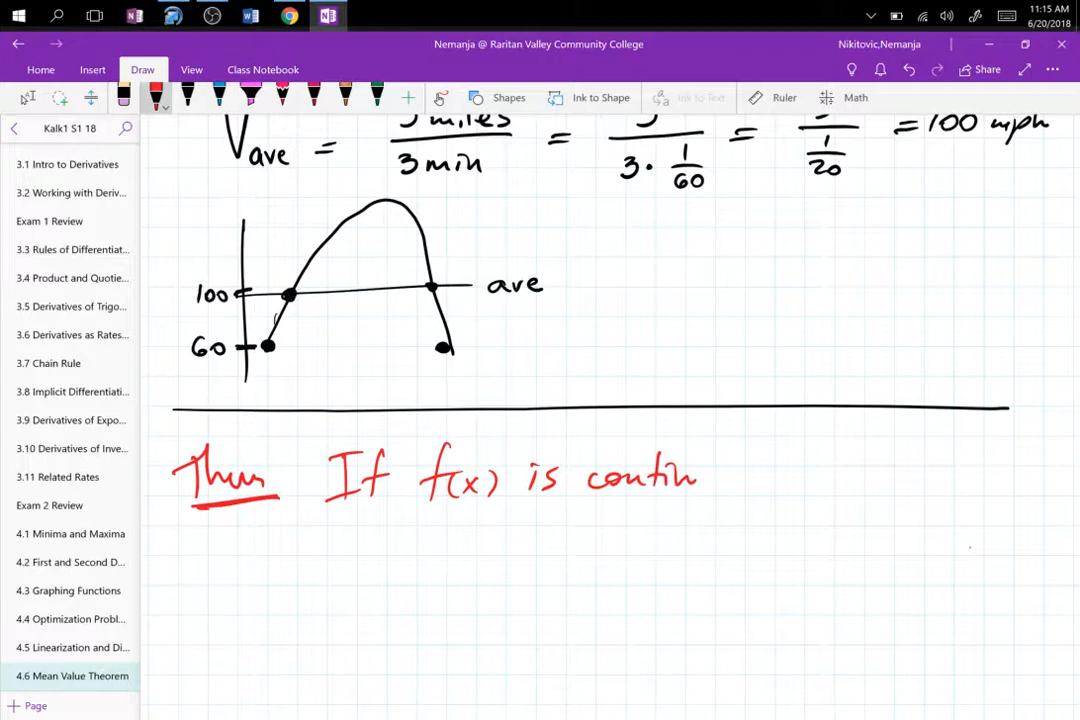 11:15 AM
6/20/2018
Nemanja @ Raritan Valley Community College
Nikitovic,Nemanja
Home Insert Draw View Class Notebook
Share
Shapes Ink to Shape Ink to Text Ruler Math
Kalk1 S1 18
3.1 Intro to Derivatives
3.2 Working with Deriv...
Exam 1 Review
3.3 Rules of Differentiat...
3.4 Product and Quotie...
3.5 Derivatives of Trigo...
3.6 Derivatives as Rates...
3.7 Chain Rule
3.8 Implicit Differentiati...
3.9 Derivatives of Expo...
3.10 Derivatives of Inve...
3.11 Related Rates
Exam 2 Review
4.1 Minima and Maxima
4.2 First and Second D...
4.3 Graphing Functions
4.4 Optimization Probl...
4.5 Linearization and Di...
4.6 Mean Value Theorem
+ Page
miles
Vave = 3 min = 3 · 1/60 = 1/20 = 100 mph
100 ave
60
Thm If f(x) is contin